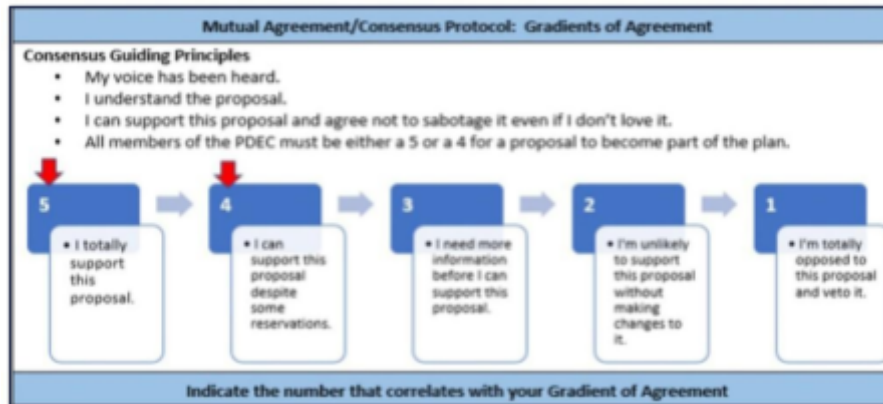 Mutual Agreement/Consensus Protocol: Gradients of Agreement
Consensus Guiding Principles
• My voice has been heard.
• I understand the proposal.
• I can support this proposal and agree not to sabotage it even if I don't love it.
• All members of the PDEC must be either a 5 or a 4 for a proposal to become part of the plan.
5
• I totally
support
this
proposal.
4
• I can
support this
proposal
despite
some
reservations.
3
• I need more
information
before I can
support this
proposal.
2
• I'm unlikely
to support
this proposal
without
making
changes to
it.
1
• I'm totally
opposed to
this proposal
and veto it.
Indicate the number that correlates with your Gradient of Agreement